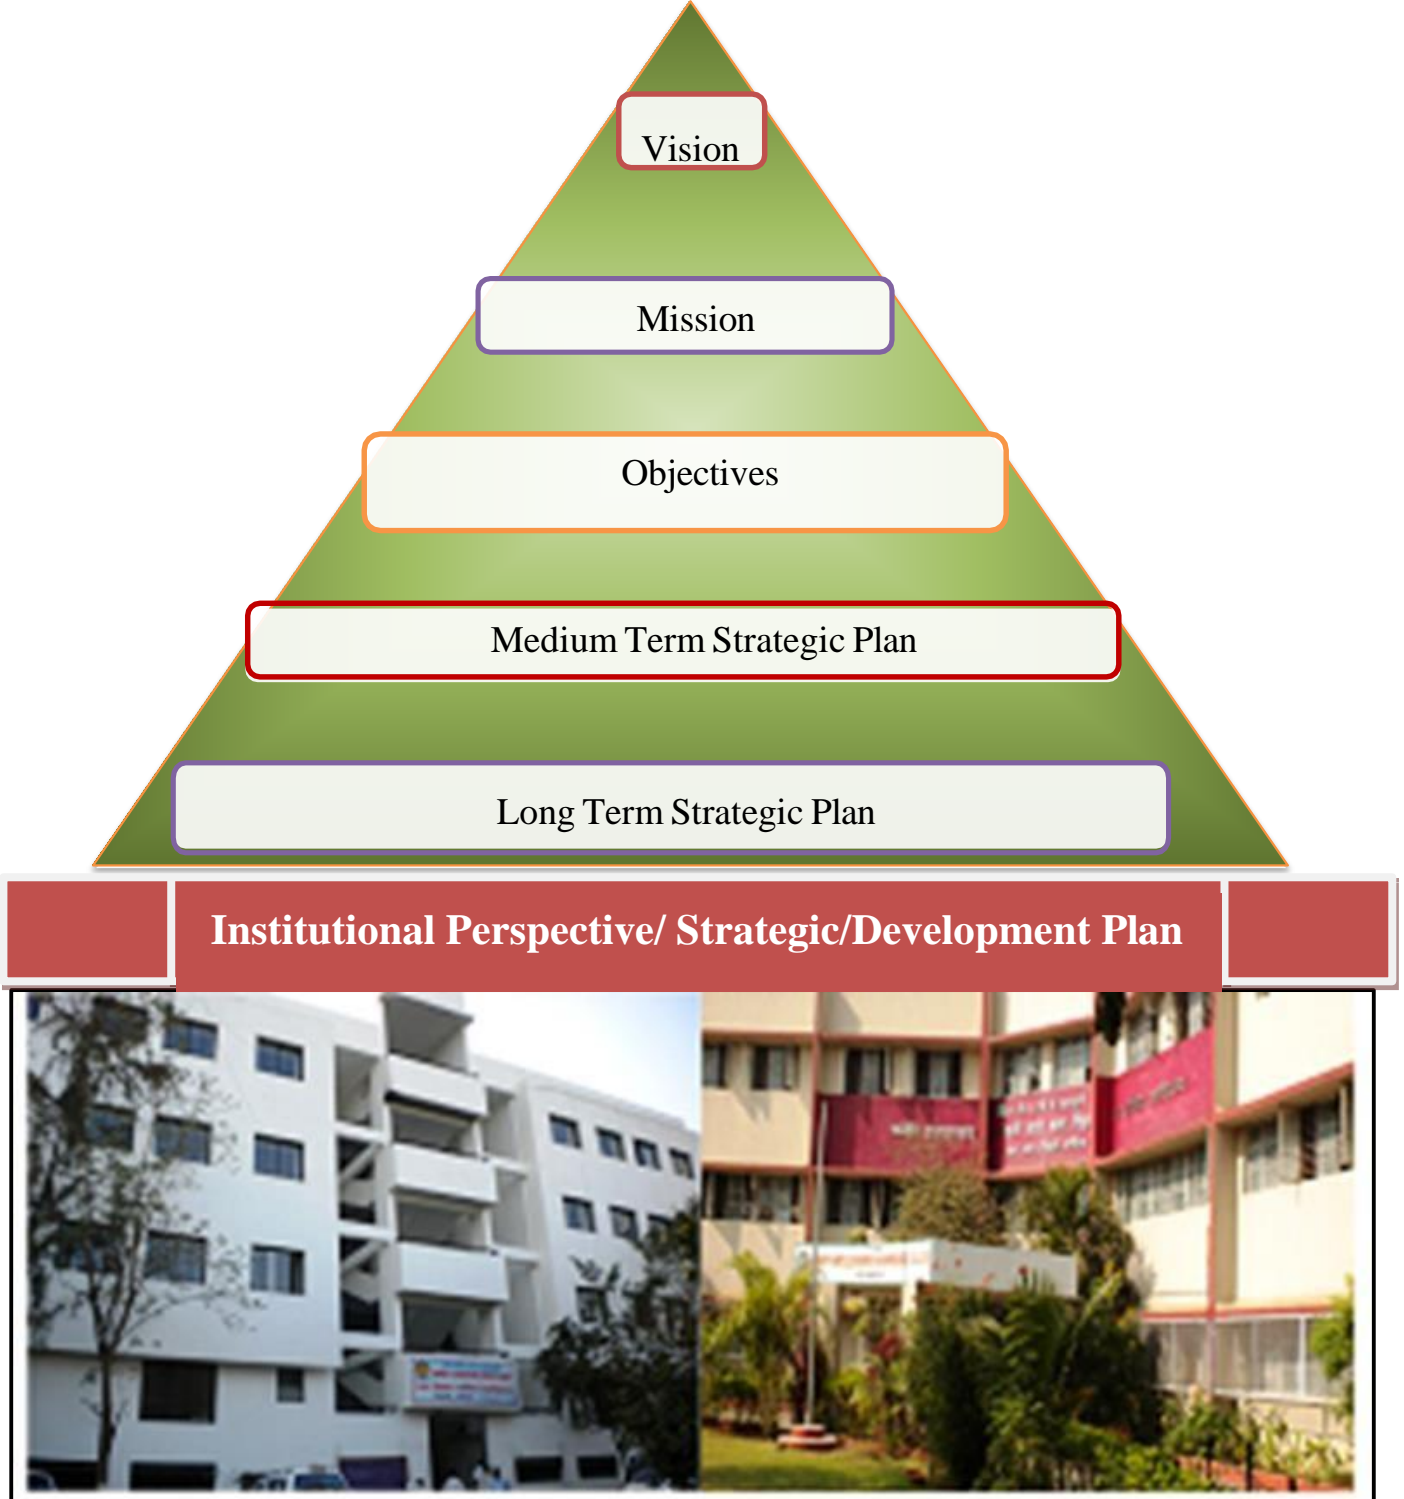 Vision
Mission
Objectives
Medium Term Strategic Plan
Long Term Strategic Plan
Institutional Perspective/ Strategic/Development Plan